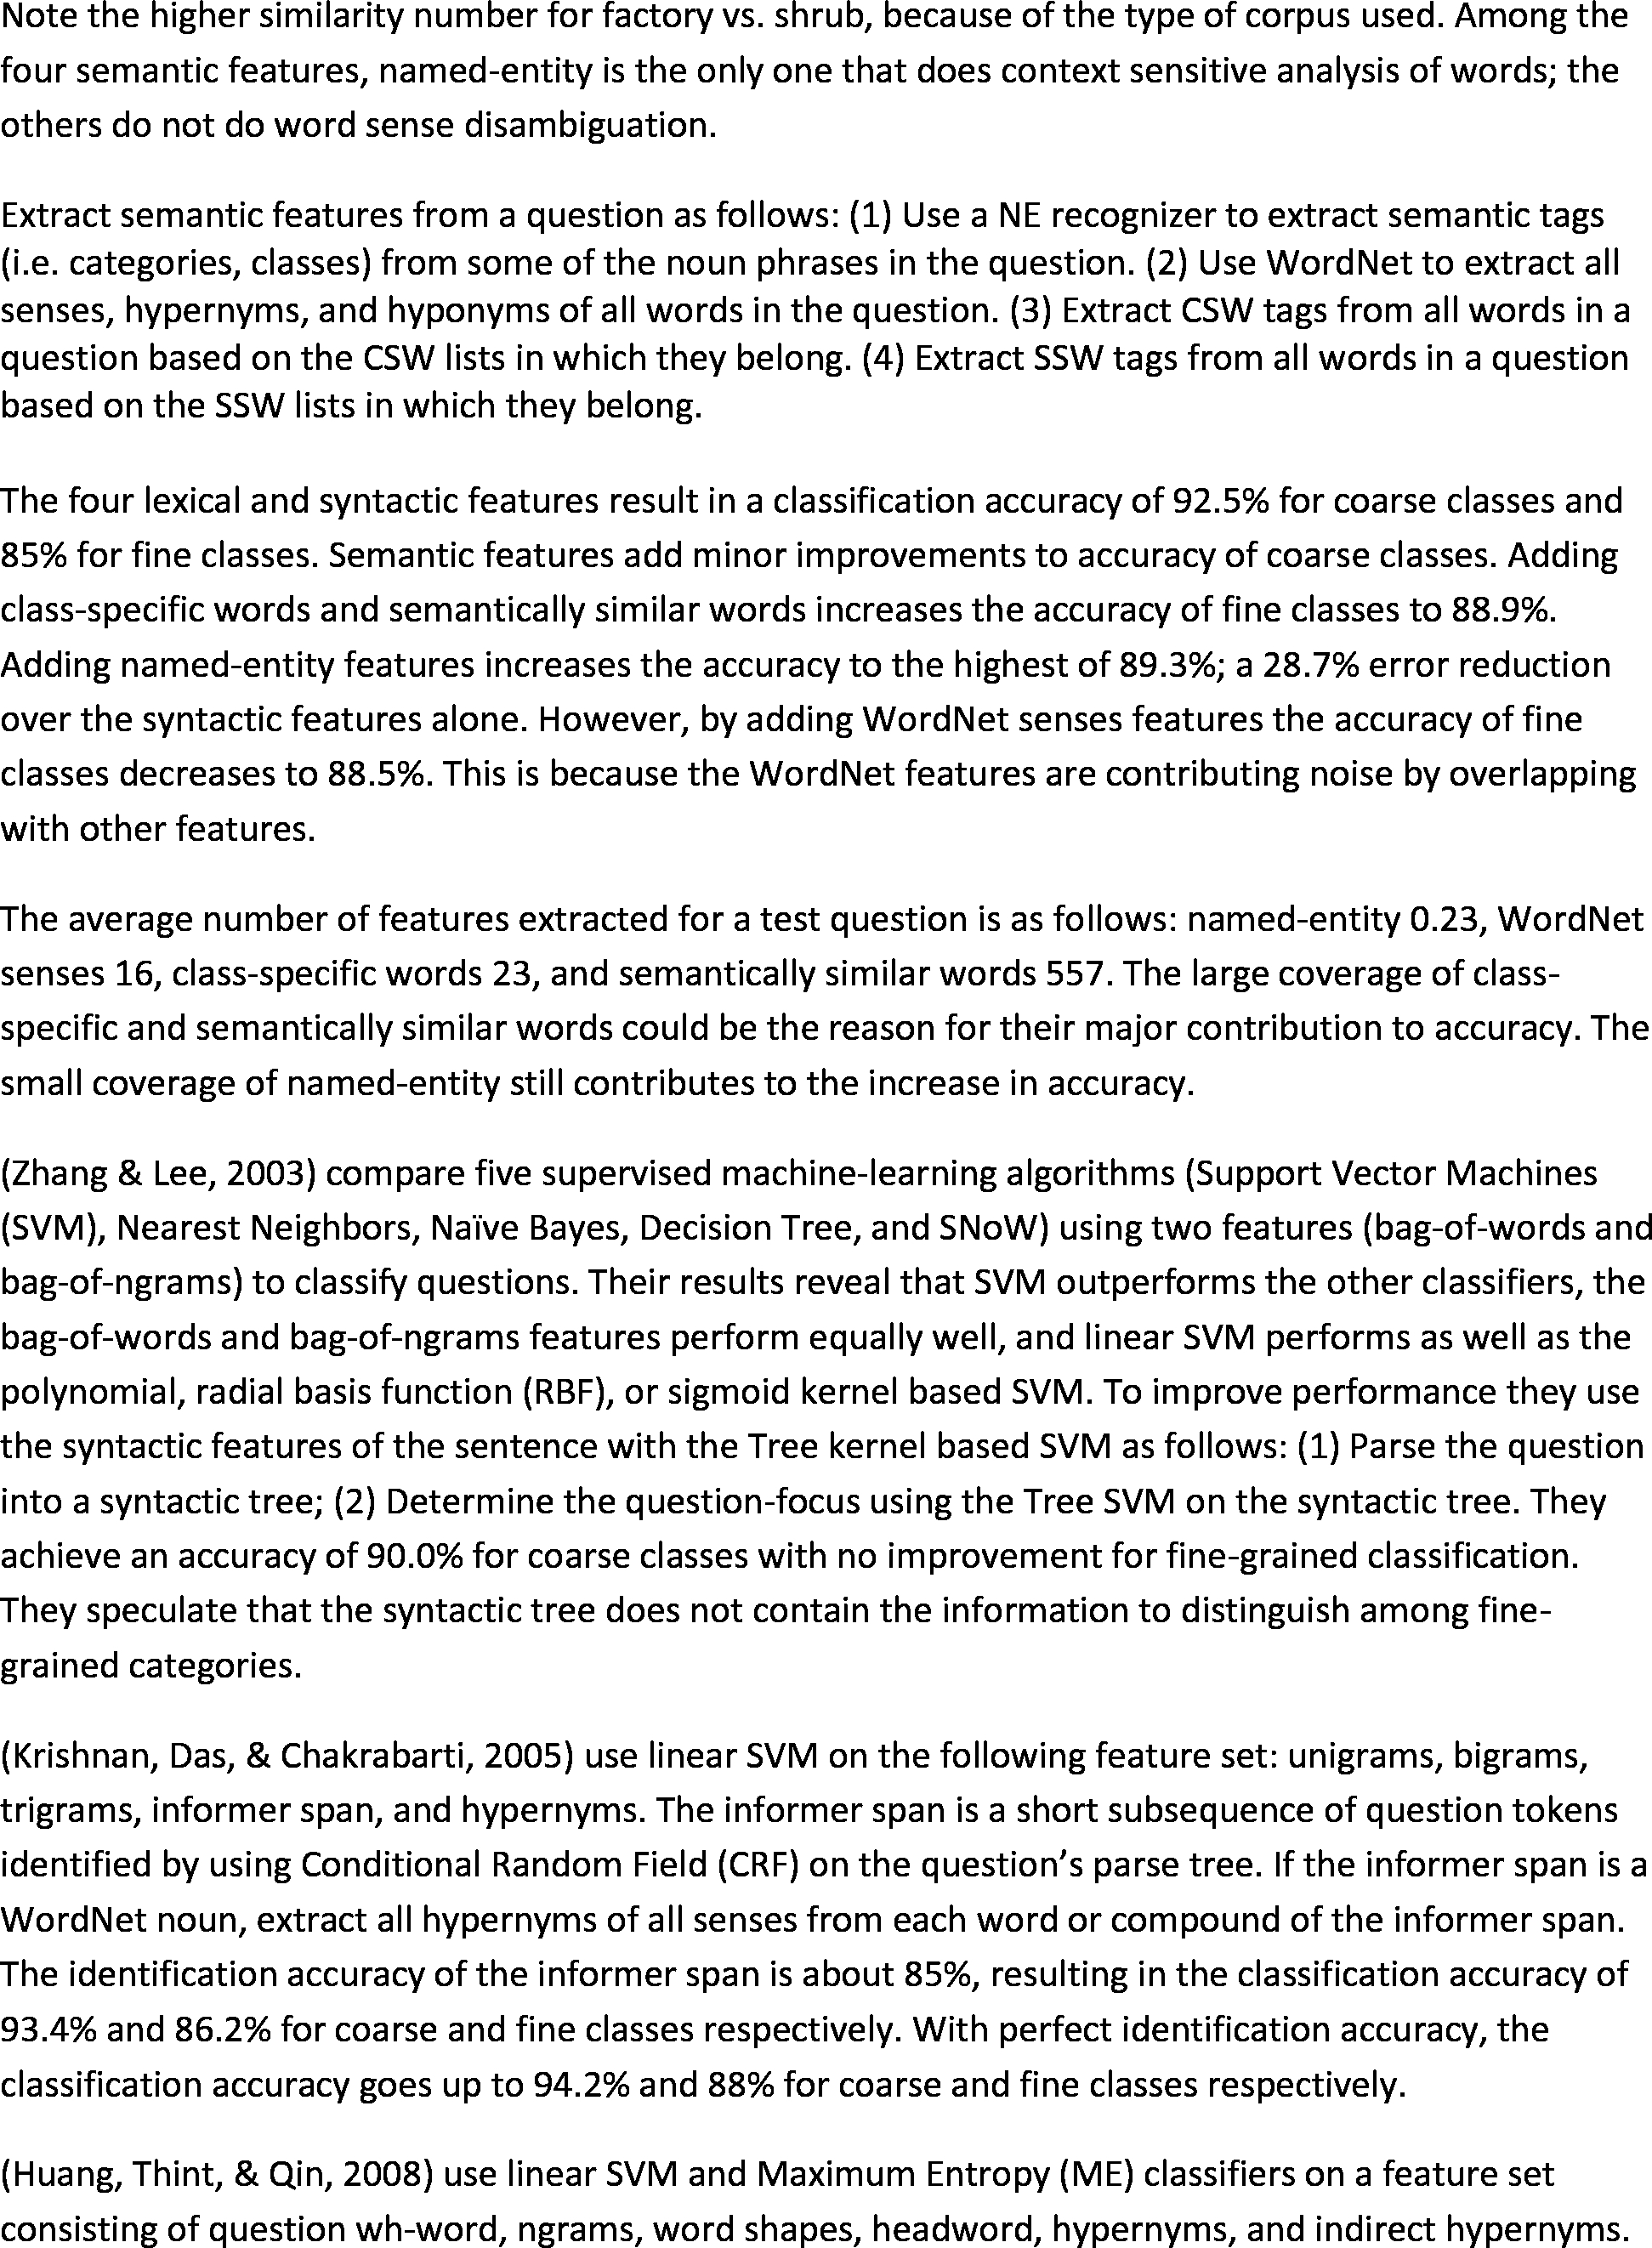 Note the higher similarity number for factory vs. shrub, because of the type of corpus used. Among the
four semantic features, named-entity is the only one that does context sensitive analysis of words; the
others do not do word sense disambiguation.
Extract semantic features from a question as follows: (1) Use a NE recognizer to extract semantic tags
(i.e. categories, classes) from some of the noun phrases in the question. (2) Use WordNet to extract all
senses, hypernyms, and hyponyms of all words in the question. (3) Extract CSW tags from all words in a
question based on the CSW lists in which they belong. (4) Extract SSW tags from all words in a question
based on the SSW lists in which they belong.
The four lexical and syntactic features result in a classification accuracy of 92.5% for coarse classes and
85% for fine classes. Semantic features add minor improvements to accuracy of coarse classes. Adding
class-specific words and semantically similar words increases the accuracy of fine classes to 88.9%.
Adding named-entity features increases the accuracy to the highest of 89.3%; a 28.7% error reduction
over the syntactic features alone. However, by adding WordNet senses features the accuracy of fine
classes decreases to 88.5%. This is because the WordNet features are contributing noise by overlapping
with other features.
The average number of features extracted for a test question is as follows: named-entity 0.23, WordNet
senses 16, class-specific words 23, and semantically similar words 557. The large coverage of class-
specific and semantically similar words could be the reason for their major contribution to accuracy. The
small coverage of named-entity still contributes to the increase in accuracy.
(Zhang & Lee, 2003) compare five supervised machine-learning algorithms (Support Vector Machines
(SVM), Nearest Neighbors, Naïve Bayes, Decision Tree, and SNoW) using two features (bag-of-words and
bag-of-ngrams) to classify questions. Their results reveal that SVM outperforms the other classifiers, the
bag-of-words and bag-of-ngrams features perform equally well, and linear SVM performs as well as the
polynomial, radial basis function (RBF), or sigmoid kernel based SVM. To improve performance they use
the syntactic features of the sentence with the Tree kernel based SVM as follows: (1) Parse the question
into a syntactic tree; (2) Determine the question-focus using the Tree SVM on the syntactic tree. They
achieve an accuracy of 90.0% for coarse classes with no improvement for fine-grained classification.
They speculate that the syntactic tree does not contain the information to distinguish among fine-
grained categories.
(Krishnan, Das, & Chakrabarti, 2005) use linear SVM on the following feature set: unigrams, bigrams,
trigrams, informer span, and hypernyms. The informer span is a short subsequence of question tokens
identified by using Conditional Random Field (CRF) on the question’s parse tree. If the informer span is a
WordNet noun, extract all hypernyms of all senses from each word or compound of the informer span.
The identification accuracy of the informer span is about 85%, resulting in the classification accuracy of
93.4% and 86.2% for coarse and fine classes respectively. With perfect identification accuracy, the
classification accuracy goes up to 94.2% and 88% for coarse and fine classes respectively.
(Huang, Thint, & Qin, 2008) use linear SVM and Maximum Entropy (ME) classifiers on a feature set
consisting of question wh-word, ngrams, word shapes, headword, hypernyms, and indirect hypernyms.